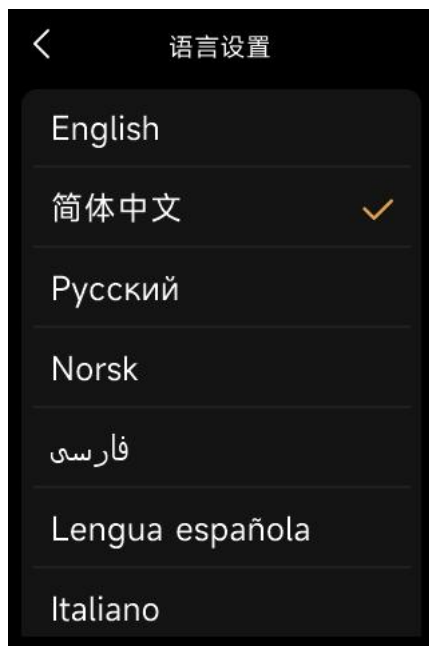 语言设置
English
简体中文
Русский
Norsk
فارسی
Lengua española
Italiano